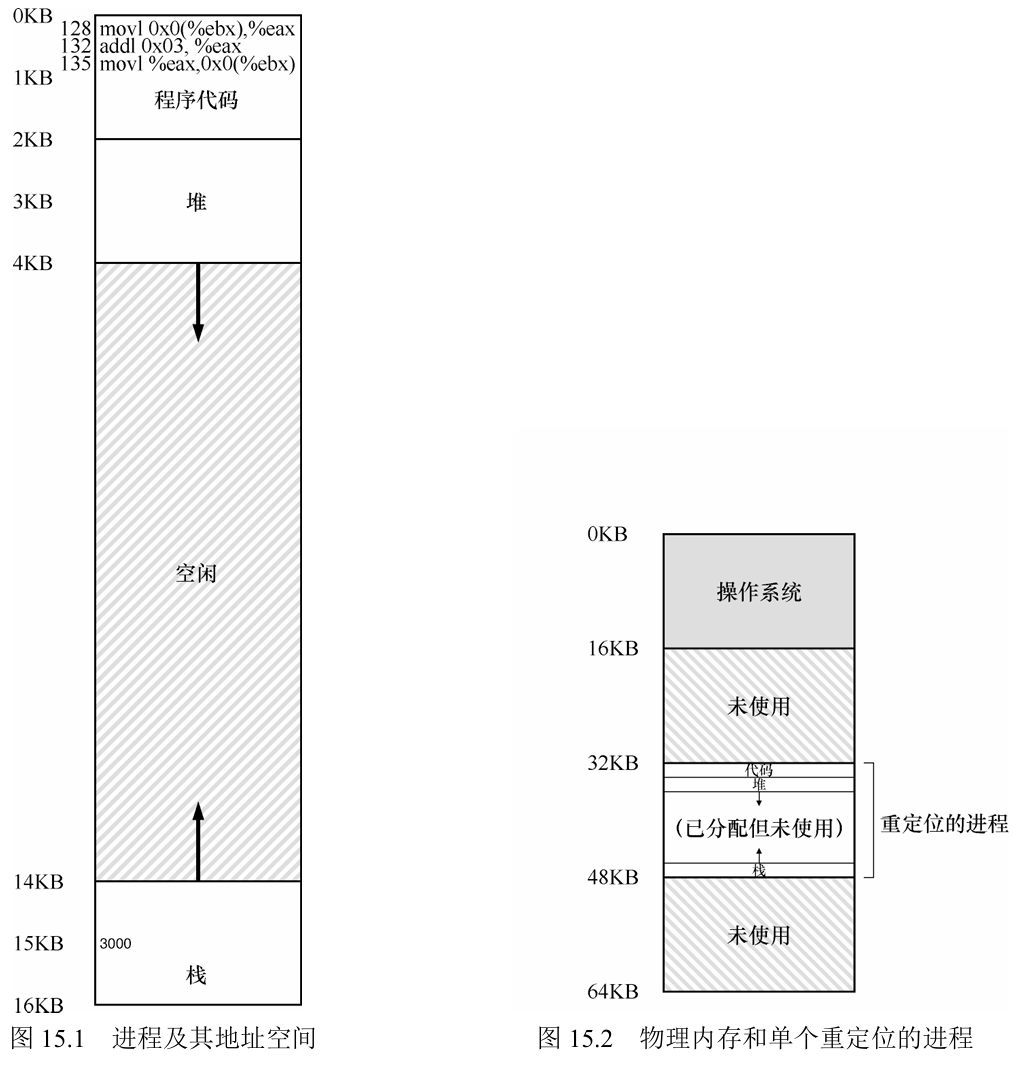 0KB
128 movl 0x0(%ebx),%eax
132 addl 0x03, %eax
135 movl %eax,0x0(%ebx)
1KB
程序代码
2KB
3KB 堆
4KB
空闲
14KB
15KB 3000
栈
16KB
图 15.1 进程及其地址空间
0KB
操作系统
16KB
未使用
32KB
代码
堆
(已分配但未使用)
重定位的进程
栈
48KB
未使用
64KB
图 15.2 物理内存和单个重定位的进程